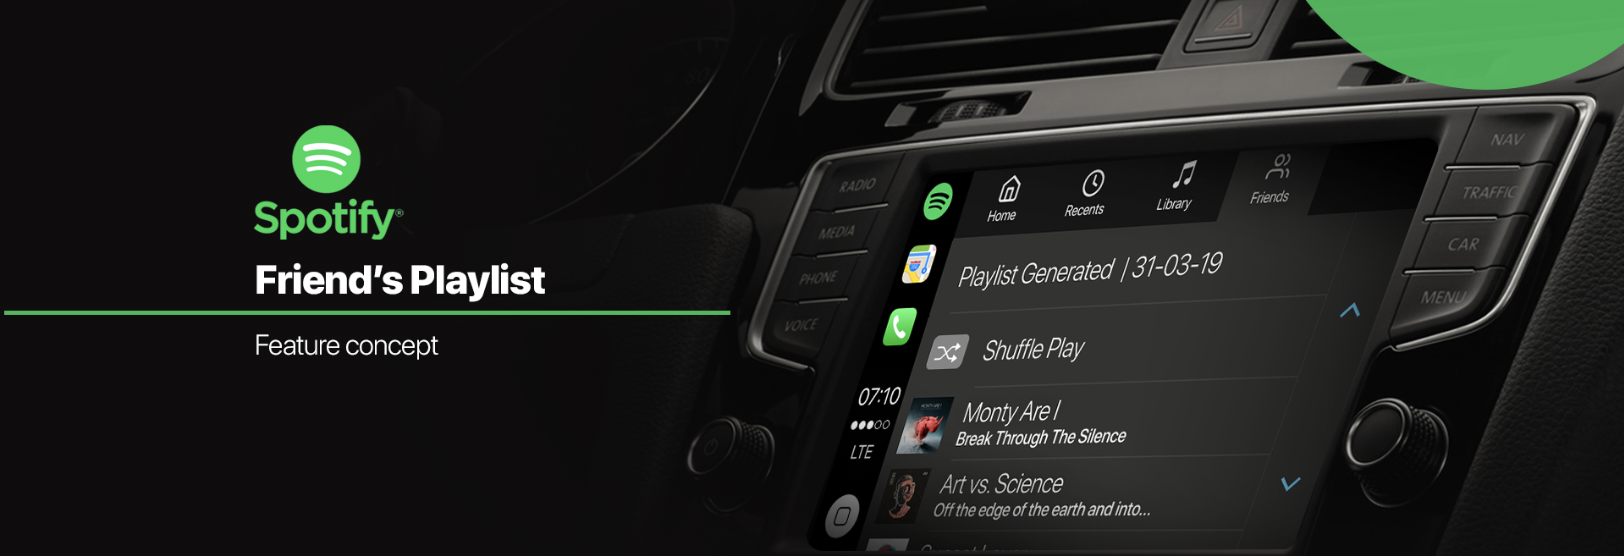 Spotify®
Friend's Playlist
Feature concept
RADIO
MEDIA
PHONE
VOICE
NAV
TRAFFIC
CAR
MENU
Home
Recents
Library
Friends
Playlist Generated | 31-03-19
Shuffle Play
07:10
LTE
Monty Are I
Break Through The Silence
Art vs. Science
Off the edge of the earth and into...